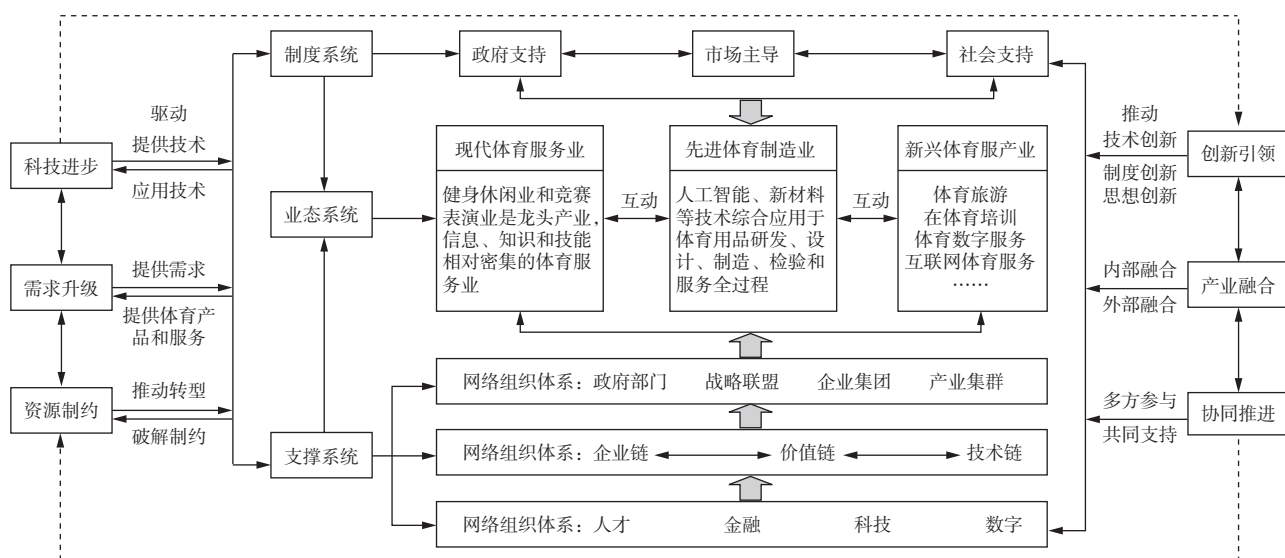 制度系统
政府支持
市场主导
社会支持
驱动
提供技术
科技进步
应用技术
提供需求
需求升级
提供体育产
品和服务
推动转型
资源制约
破解制约
业态系统
支撑系统
现代体育服务业
健身休闲业和竞赛
表演业是龙头产业，
信息、知识和技能
相对密集的体育服
务业
互动
先进体育制造业
人工智能、新材料
等技术综合应用于
体育用品研发、设
计、制造、检验和
服务全过程
互动
新兴体育服产业
体育旅游
在体育培训
体育数字服务
互联网体育服务
……
网络组织体系：政府部门 战略联盟 企业集团 产业集群
网络组织体系：企业链 价值链 技术链
网络组织体系：人才 金融 科技 数字
推动
技术创新
创新引领
制度创新
思想创新
内部融合
产业融合
外部融合
多方参与
协同推进
共同支持